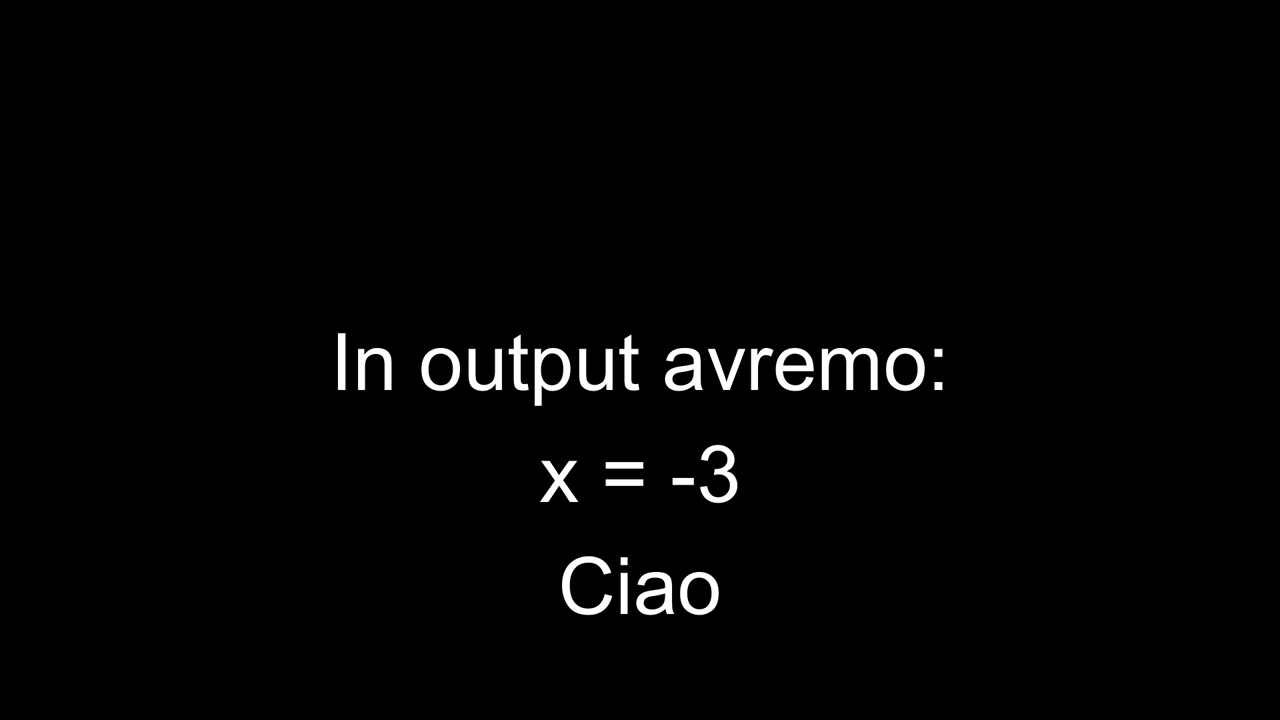 In output avremo:
x = -3
Ciao